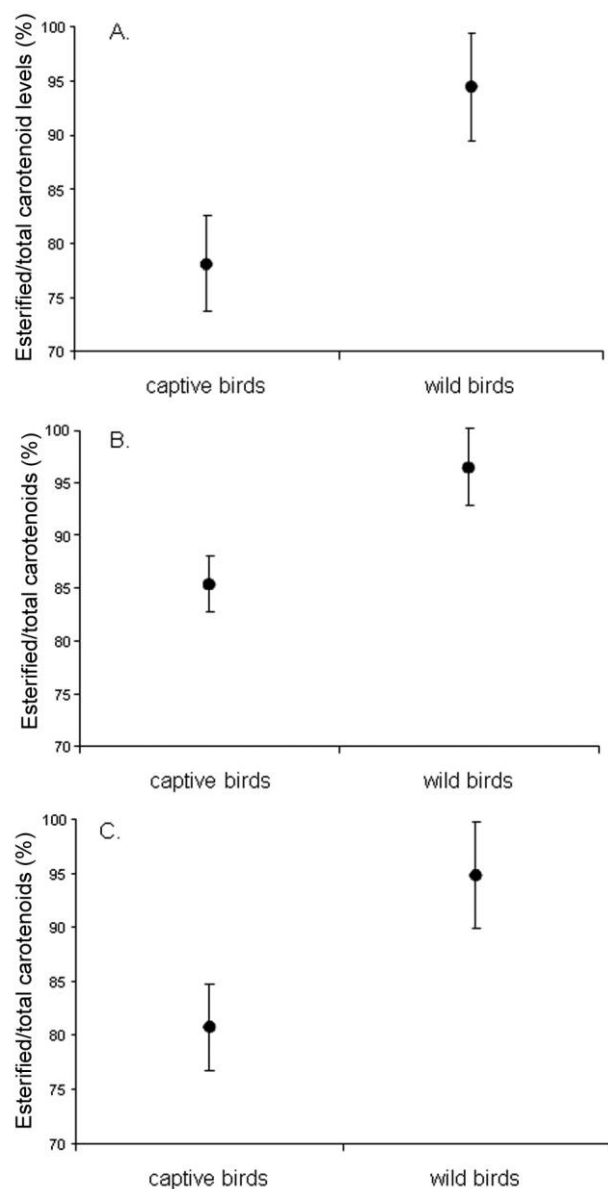 A.
Esterified/total carotenoid levels (%)
100
95
90
85
80
75
70
captive birds wild birds
B.
Esterified/total carotenoids (%)
100
95
90
85
80
75
70
captive birds wild birds
C.
Esterified/total carotenoids (%)
100
95
90
85
80
75
70
captive birds wild birds